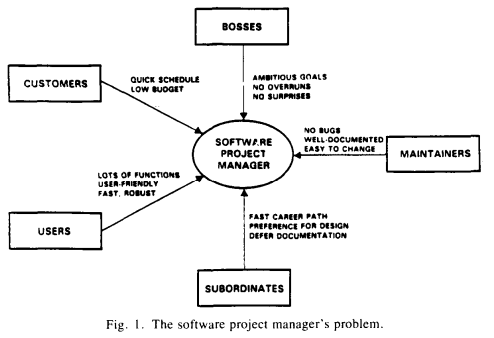 BOSSES
CUSTOMERS
QUICK SCHEDULE
LOW BUDGET
AMBITIOUS GOALS
NO OVERRUNS
NO SURPRISES
SOFTWARE
PROJECT
MANAGER
NO BUGS
WELL-DOCUMENTED
EASY TO CHANGE
MAINTAINERS
LOTS OF FUNCTIONS
USER-FRIENDLY
FAST, ROBUST
USERS
FAST CAREER PATH
PREFERENCE FOR DESIGN
DEFER DOCUMENTATION
SUBORDINATES
Fig. 1. The software project manager's problem.